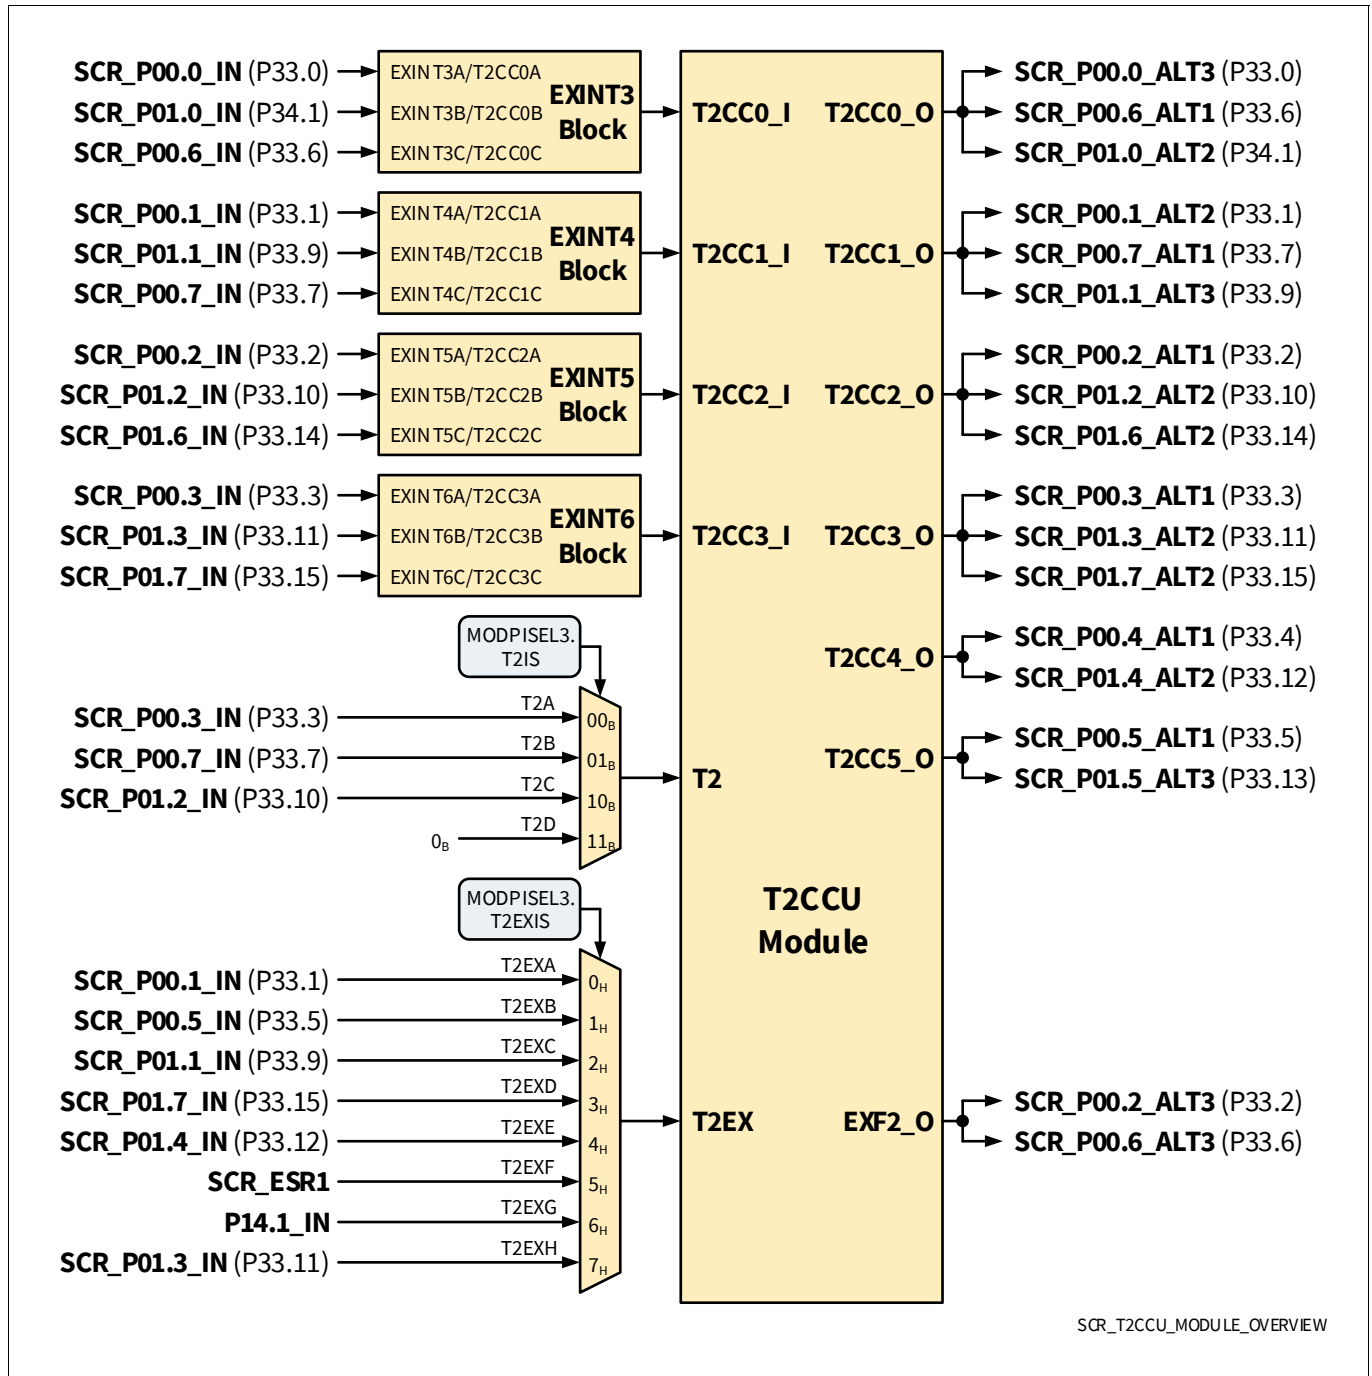 SCR_P00.0_IN (P33.0)
SCR_P01.0_IN (P34.1)
SCR_P00.6_IN (P33.6)
EXINT3A/T2CC0A
EXINT3B/T2CC0B
EXINT3C/T2CC0C
EXINT3
Block
T2CC0_I
T2CC0_O
SCR_P00.0_ALT3 (P33.0)
SCR_P00.6_ALT1 (P33.6)
SCR_P01.0_ALT2 (P34.1)
SCR_P00.1_IN (P33.1)
SCR_P01.1_IN (P33.9)
SCR_P00.7_IN (P33.7)
EXINT4A/T2CC1A
EXINT4B/T2CC1B
EXINT4C/T2CC1C
EXINT4
Block
T2CC1_I
T2CC1_O
SCR_P00.1_ALT2 (P33.1)
SCR_P00.7_ALT1 (P33.7)
SCR_P01.1_ALT3 (P33.9)
SCR_P00.2_IN (P33.2)
SCR_P01.2_IN (P33.10)
SCR_P01.6_IN (P33.14)
EXINT5A/T2CC2A
EXINT5B/T2CC2B
EXINT5C/T2CC2C
EXINT5
Block
T2CC2_I
T2CC2_O
SCR_P00.2_ALT1 (P33.2)
SCR_P01.2_ALT2 (P33.10)
SCR_P01.6_ALT2 (P33.14)
SCR_P00.3_IN (P33.3)
SCR_P01.3_IN (P33.11)
SCR_P01.7_IN (P33.15)
EXINT6A/T2CC3A
EXINT6B/T2CC3B
EXINT6C/T2CC3C
EXINT6
Block
T2CC3_I
T2CC3_O
SCR_P00.3_ALT1 (P33.3)
SCR_P01.3_ALT2 (P33.11)
SCR_P01.7_ALT2 (P33.15)
T2CC4_O
SCR_P00.4_ALT1 (P33.4)
SCR_P01.4_ALT2 (P33.12)
T2CC5_O
SCR_P00.5_ALT1 (P33.5)
SCR_P01.5_ALT3 (P33.13)
MODPISEL3.
T2IS
SCR_P00.3_IN (P33.3)
SCR_P00.7_IN (P33.7)
SCR_P01.2_IN (P33.10)
0B
T2A
T2B
T2C
T2D
00B
01B
10B
11B
T2
T2CCU
Module
MODPISEL3.
T2EXIS
SCR_P00.1_IN (P33.1)
SCR_P00.5_IN (P33.5)
SCR_P01.1_IN (P33.9)
SCR_P01.7_IN (P33.15)
SCR_P01.4_IN (P33.12)
SCR_ESR1
P14.1_IN
SCR_P01.3_IN (P33.11)
T2EXA
T2EXB
T2EXC
T2EXD
T2EXE
T2EXF
T2EXG
T2EXH
0H
1H
2H
3H
4H
5H
6H
7H
T2EX
EXF2_O
SCR_P00.2_ALT3 (P33.2)
SCR_P00.6_ALT3 (P33.6)
SCR_T2CCU_MODULE_OVERVIEW